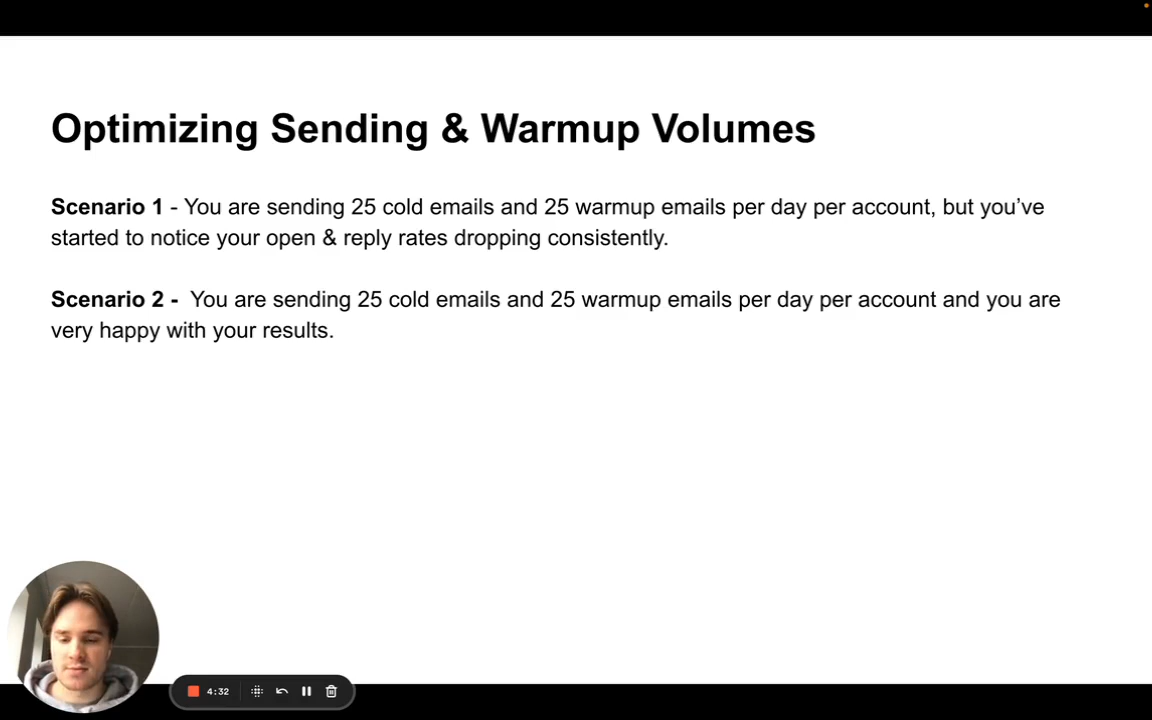 Optimizing Sending & Warmup Volumes
Scenario 1 - You are sending 25 cold emails and 25 warmup emails per day per account, but you’ve
started to notice your open & reply rates dropping consistently.
Scenario 2 -  You are sending 25 cold emails and 25 warmup emails per day per account and you are
very happy with your results.
4:32